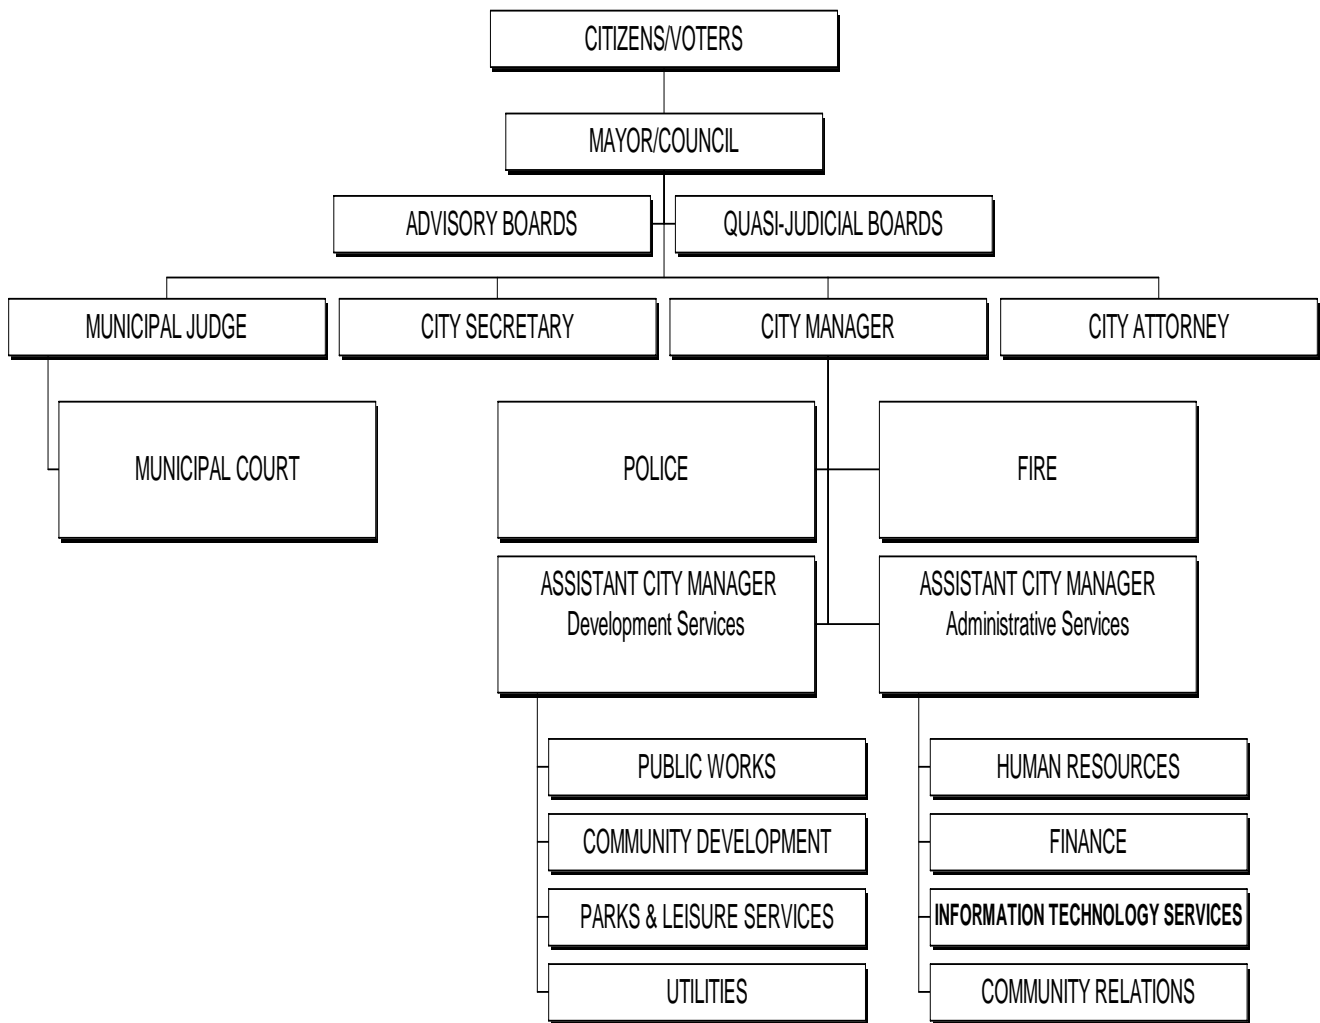 CITIZENS/VOTERS
MAYOR/COUNCIL
ADVISORY BOARDS
QUASI-JUDICIAL BOARDS
MUNICIPAL JUDGE
CITY SECRETARY
CITY MANAGER
CITY ATTORNEY
MUNICIPAL COURT
POLICE
FIRE
ASSISTANT CITY MANAGER
Development Services
ASSISTANT CITY MANAGER
Administrative Services
PUBLIC WORKS
COMMUNITY DEVELOPMENT
PARKS & LEISURE SERVICES
UTILITIES
HUMAN RESOURCES
FINANCE
INFORMATION TECHNOLOGY SERVICES
COMMUNITY RELATIONS